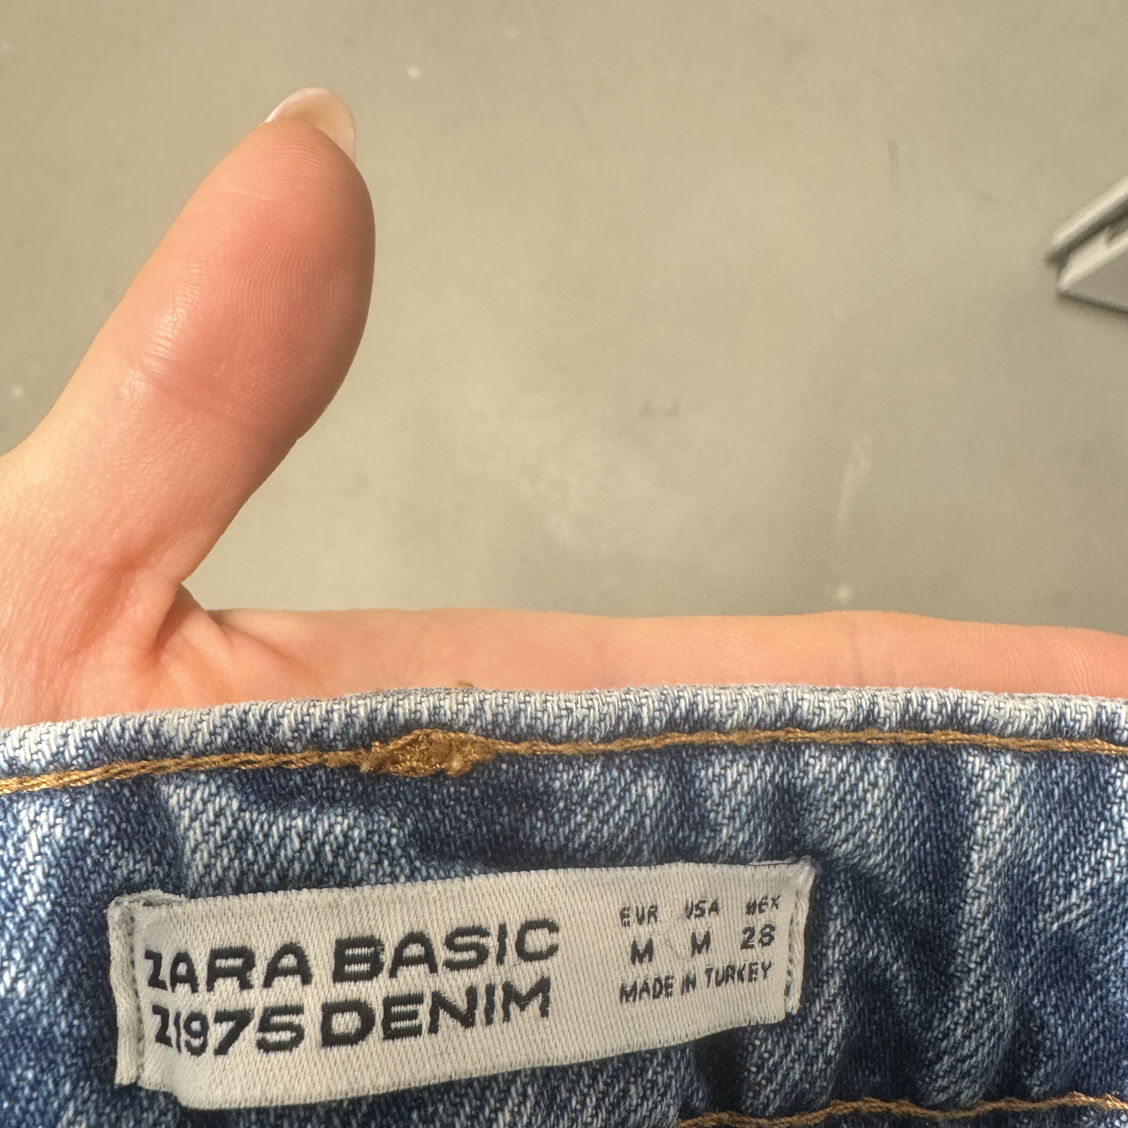 ZARA BASIC
Z1975 DENIM
EUR USA MEX
M M 28
MADE IN TURKEY